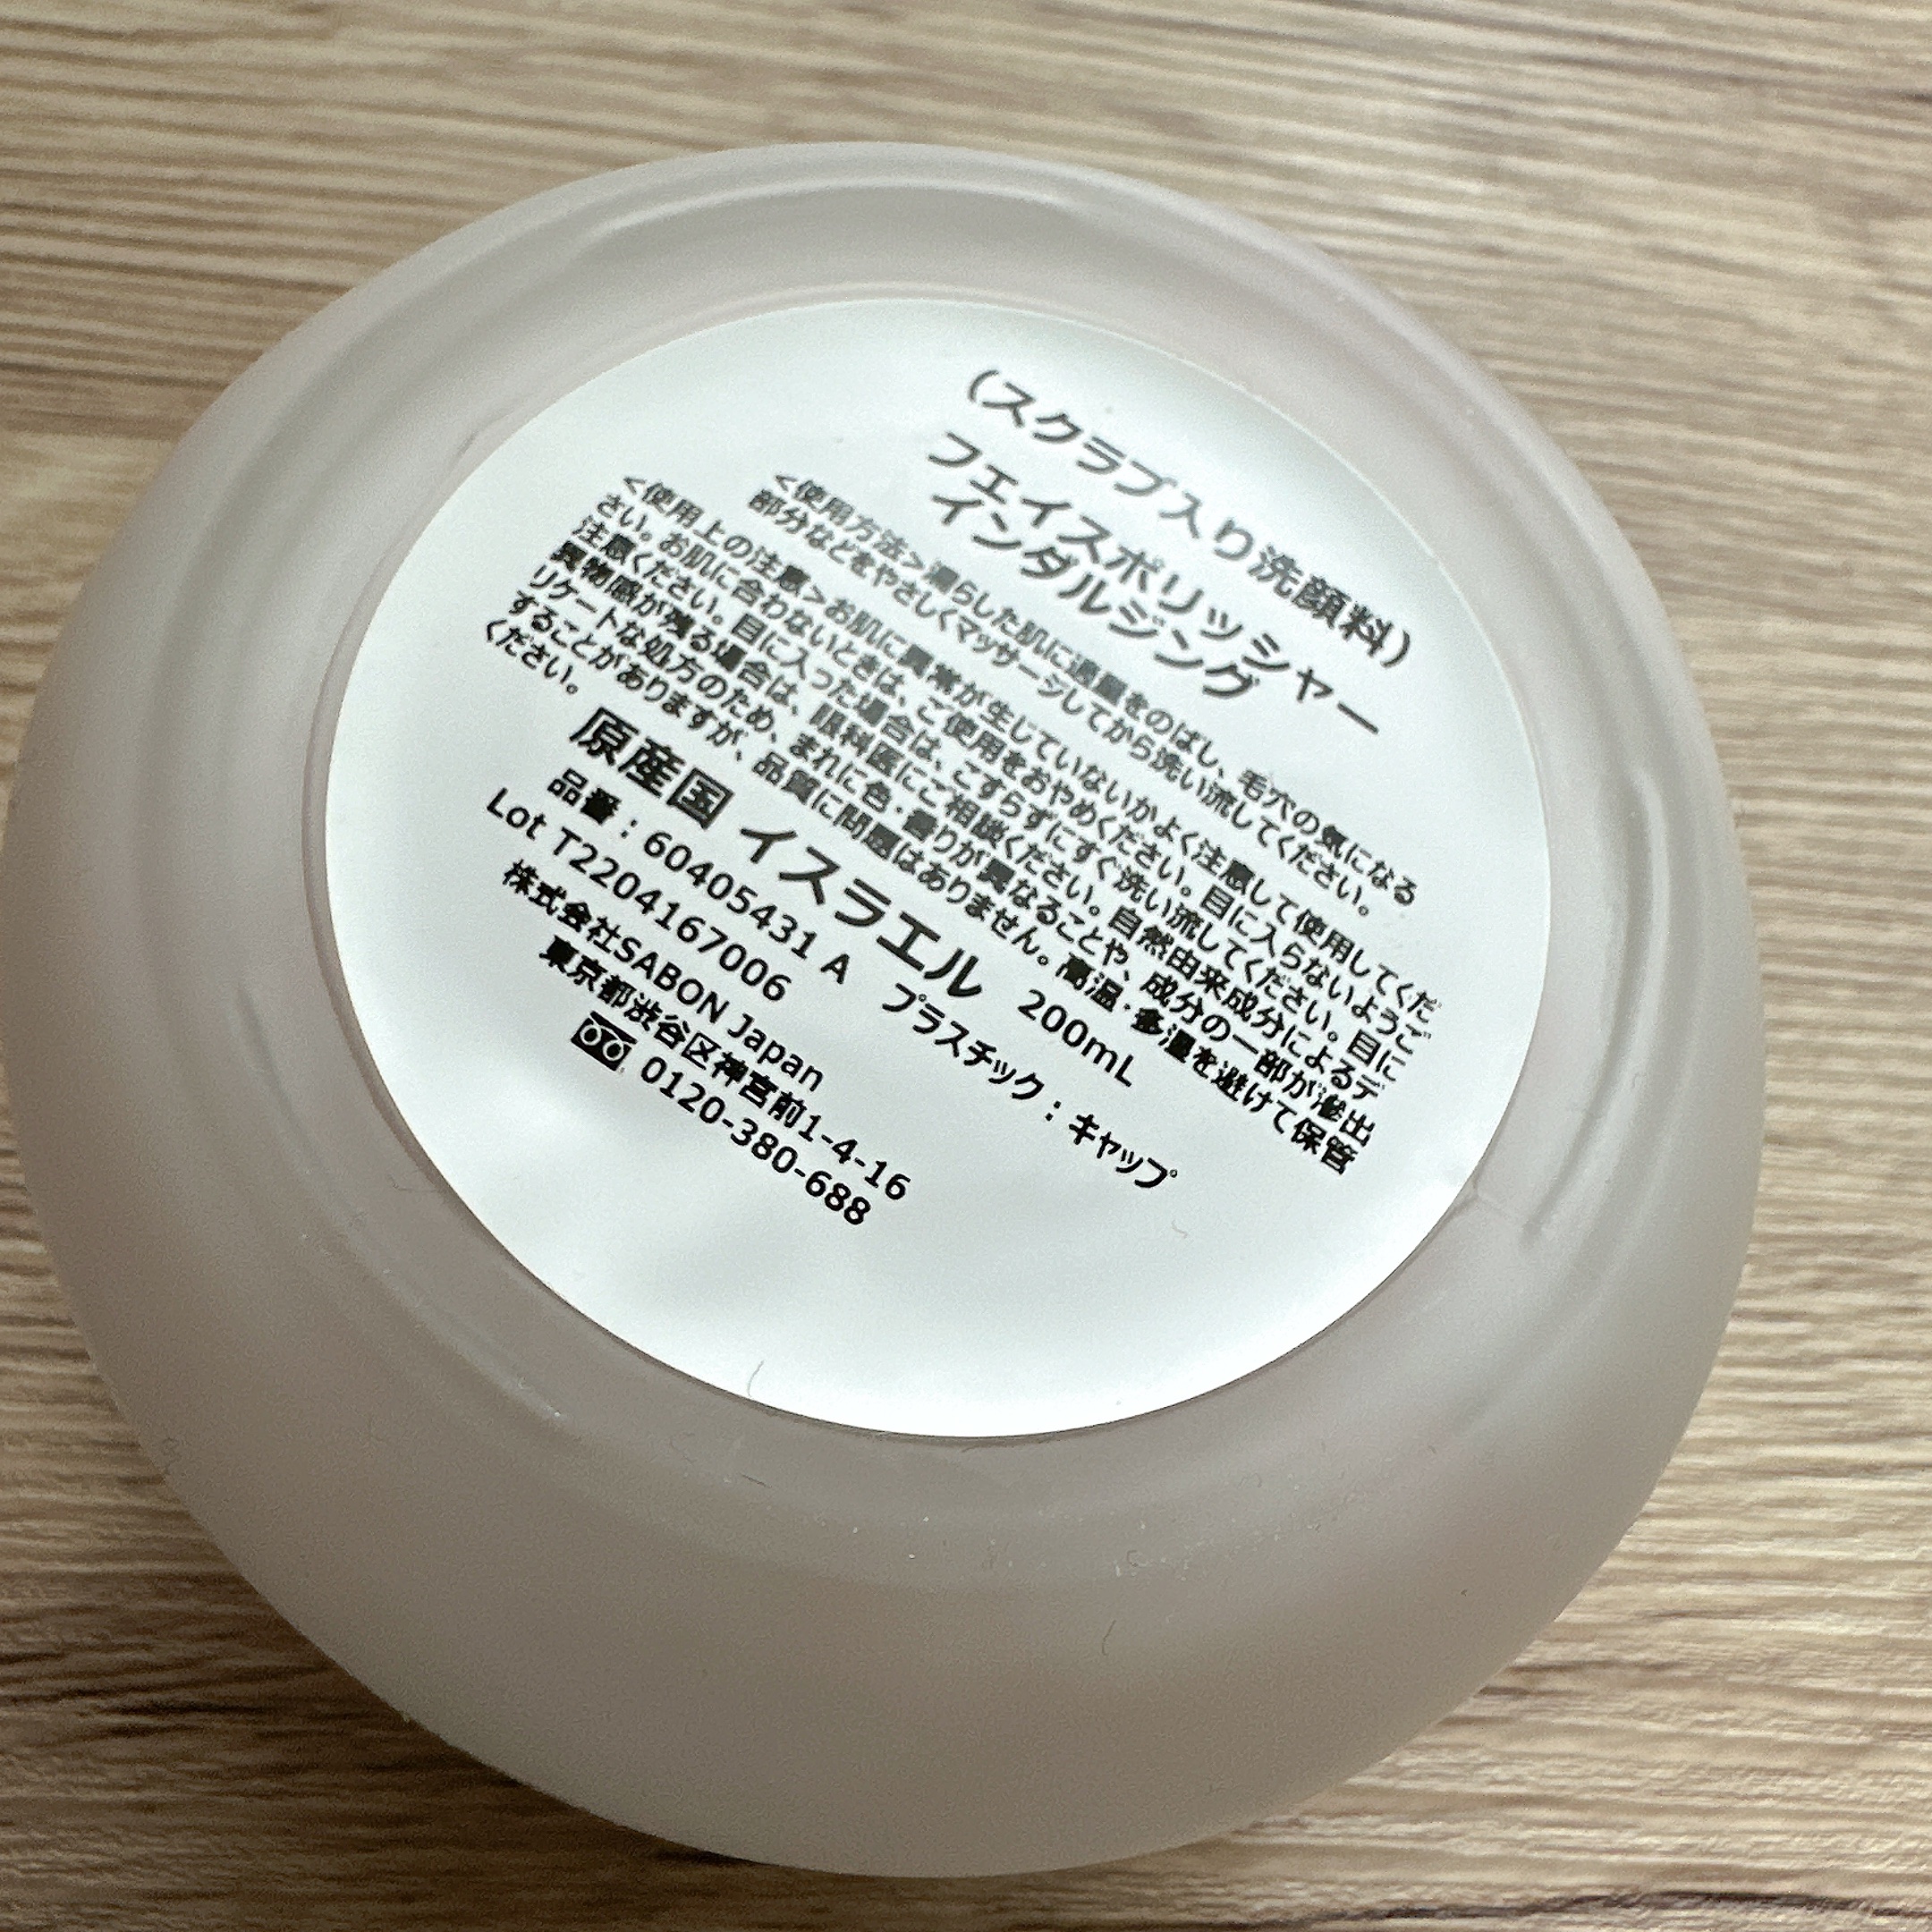 （スクラブ入り洗顔料）
フェイスポリッシャー
インダルジング
＜使用方法＞濡らした肌に適量をのばし、毛穴の気になる
部分などをやさしくマッサージしてから洗い流してください。
＜使用上の注意＞お肌に異常が生じていないかよく注意して使用してくだ
さい。お肌に合わないときは、ご使用をおやめください。目に入らないようご
注意ください。目に入った場合は、こすらずにすぐ洗い流してください。目に
異物感が残る場合は、眼科医にご相談ください。自然由来成分によるデ
リケートな処方のため、まれに色・香りが異なることや、成分の一部が滲出
することがありますが、品質に問題はありません。高温・多湿を避けて保管
ください。
原産国 イスラエル 200mL
品番：60405431 A プラスチック：キャップ
Lot T2204167006
株式会社SABON Japan
東京都渋谷区神宮前1-4-16
0120-380-688